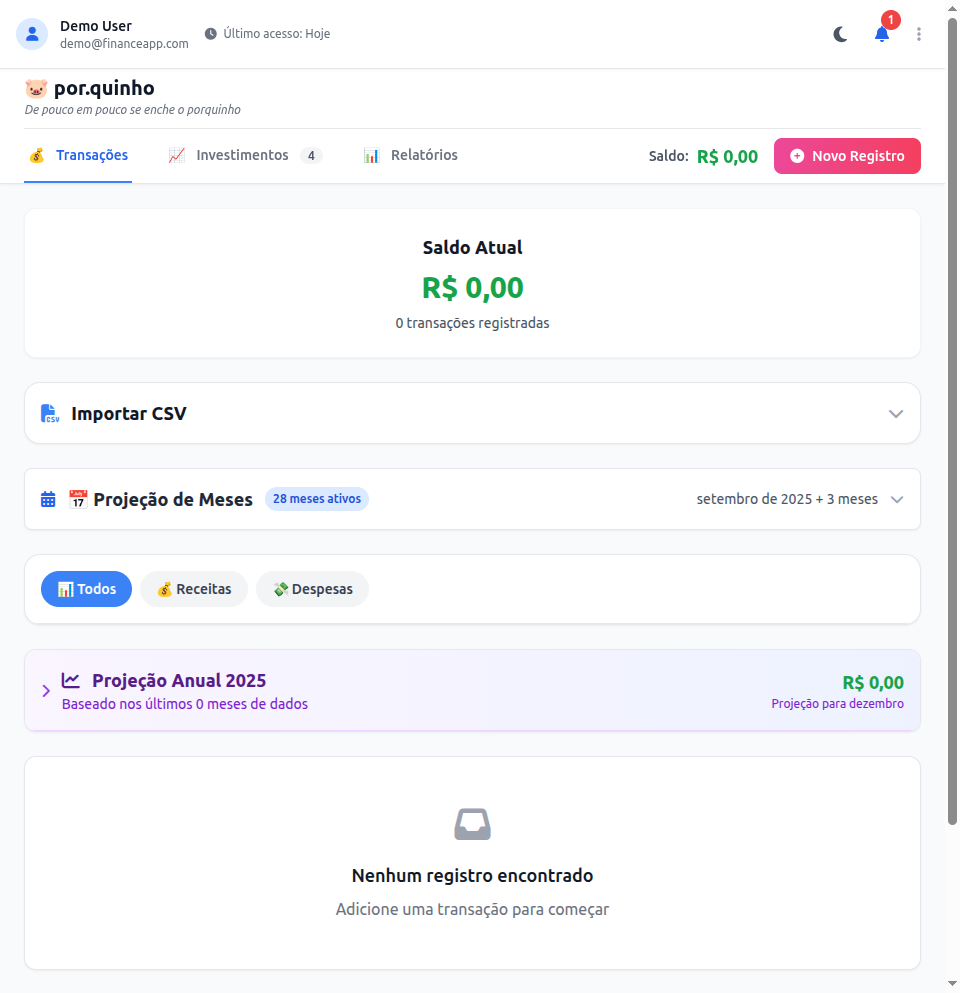 Demo User
demo@financeapp.com
Último acesso: Hoje
1
por.quinho
De pouco em pouco se enche o porquinho
Transações
Investimentos 4
Relatórios
Saldo: R$ 0,00
Novo Registro
Saldo Atual
R$ 0,00
0 transações registradas
CSV
Importar CSV
Projeção de Meses
28 meses ativos
setembro de 2025 + 3 meses
Todos
Receitas
Despesas
Projeção Anual 2025
Baseado nos últimos 0 meses de dados
R$ 0,00
Projeção para dezembro
Nenhum registro encontrado
Adicione uma transação para começar